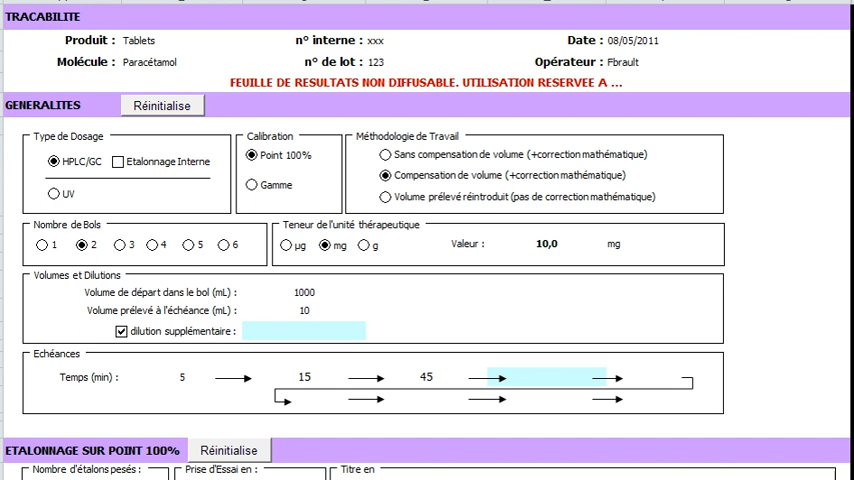 TRACABILITE
Produit : Tablets n° interne : xxx Date : 08/05/2011
Molécule : Paracétamol n° de lot : 123 Opérateur : Fbrault
FEUILLE DE RESULTATS NON DIFFUSABLE. UTILISATION RESERVEE A ...
GENERALITES Réinitialise
Type de Dosage Calibration Méthodologie de Travail
HPLC/GC Etalonnage Interne Point 100% Sans compensation de volume (+correction mathématique)
Compensation de volume (+correction mathématique)
UV Gamme Volume prélevé réintroduit (pas de correction mathématique)
Nombre de Bols Teneur de l'unité thérapeutique
1 2 3 4 5 6 µg mg g Valeur : 10,0 mg
Volumes et Dilutions
Volume de départ dans le bol (mL) : 1000
Volume prélevé à l'échéance (mL) : 10
dilution supplémentaire :
Echéances
Temps (min) : 5 15 45
ETALONNAGE SUR POINT 100% Réinitialise
Nombre d'étalons pesés : Prise d'Essai en : Titre en